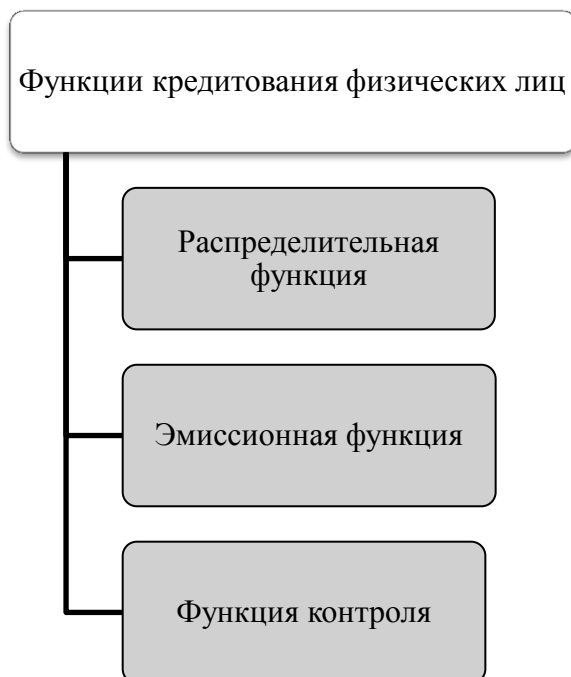 Функции кредитования физических лиц
Распределительная
функция
Эмиссионная функция
Функция контроля